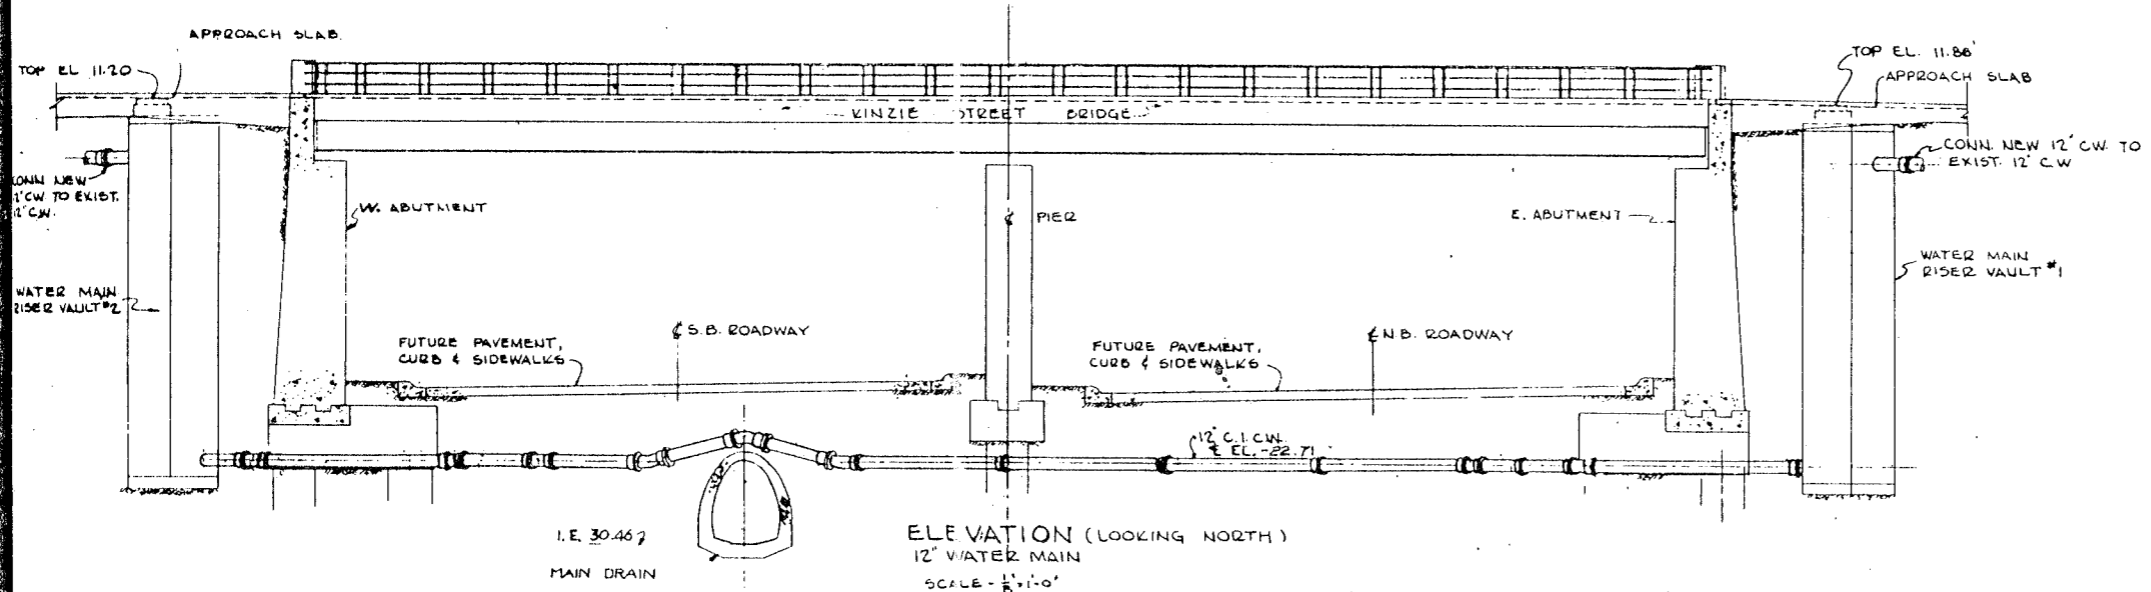 APPROACH SLAB
TOP EL 11.20
TOP EL. 11.86'
APPROACH SLAB
KINZIE STREET BRIDGE
CONN. NEW 12" C.W. TO
EXIST. 12" C.W.
CONN NEW
12" C.W. TO EXIST.
12" C.W.
W. ABUTMENT
℄ PIER
E. ABUTMENT
WATER MAIN
RISER VAULT #1
WATER MAIN
RISER VAULT #2
℄ S.B. ROADWAY
℄ N.B. ROADWAY
FUTURE PAVEMENT,
CURB & SIDEWALKS
FUTURE PAVEMENT,
CURB & SIDEWALKS
12" C.I. C.W.
℄ EL. -22.71
I.E. 30.46
MAIN DRAIN
ELEVATION (LOOKING NORTH)
12" WATER MAIN
SCALE - 1/8" = 1'-0"